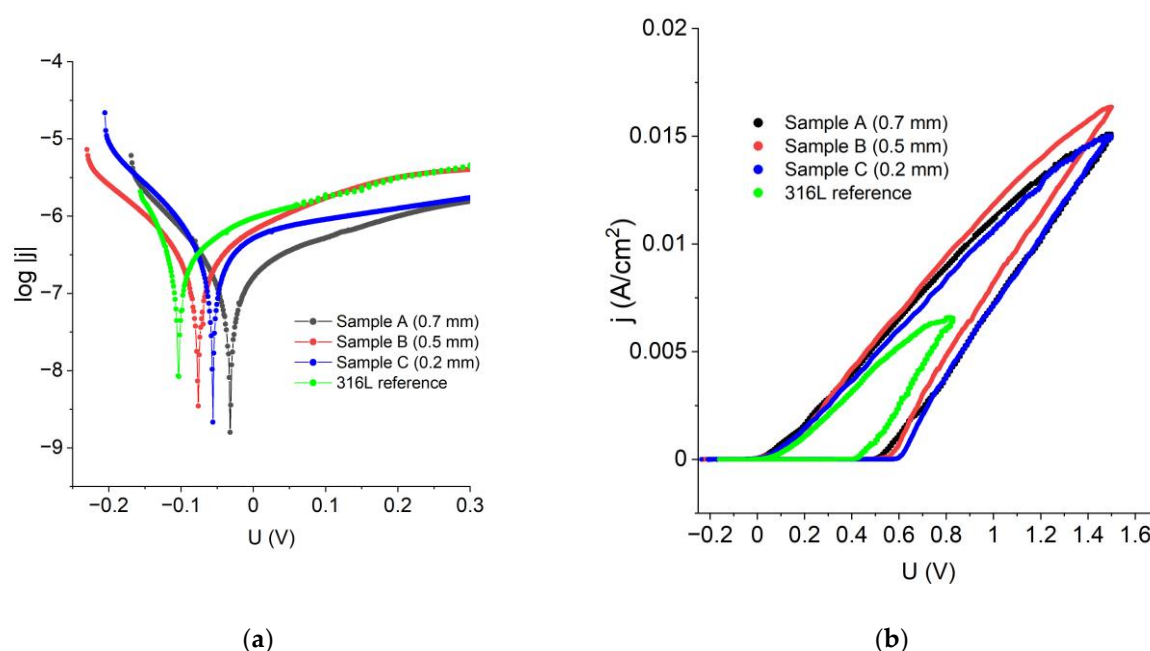 −4
−5
−6
−7
−8
−9
log |j|
−0.2 −0.1 0 0.1 0.2 0.3
U (V)
Sample A (0.7 mm)
Sample B (0.5 mm)
Sample C (0.2 mm)
316L reference
(a)
0.02
0.015
0.01
0.005
0
j (A/cm²)
−0.2 0 0.2 0.4 0.6 0.8 1 1.2 1.4 1.6
U (V)
Sample A (0.7 mm)
Sample B (0.5 mm)
Sample C (0.2 mm)
316L reference
(b)